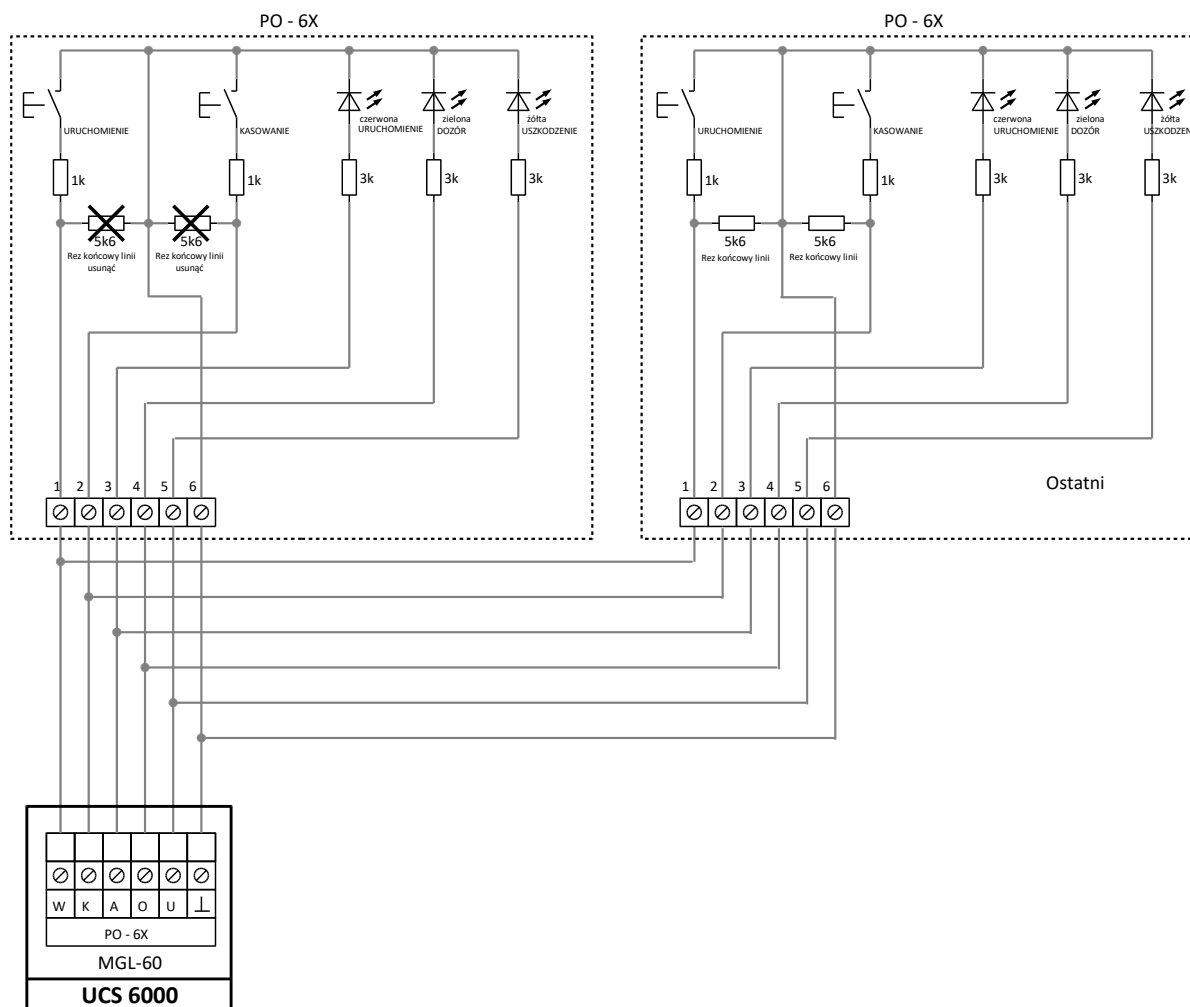 PO - 6X
URUCHOMIENIE
KASOWANIE
czerwona
URUCHOMIENIE
zielona
DOZÓR
żółta
USZKODZENIE
1k
1k
3k
3k
3k
5k6
Rez końcowy linii
usunąć
5k6
Rez końcowy linii
usunąć
1 2 3 4 5 6
PO - 6X
URUCHOMIENIE
KASOWANIE
czerwona
URUCHOMIENIE
zielona
DOZÓR
żółta
USZKODZEN
1k
1k
3k
3k
3k
5k6
Rez końcowy linii
5k6
Rez końcowy linii
Ostatni
1 2 3 4 5 6
W K A O U
PO - 6X
MGL-60
UCS 6000